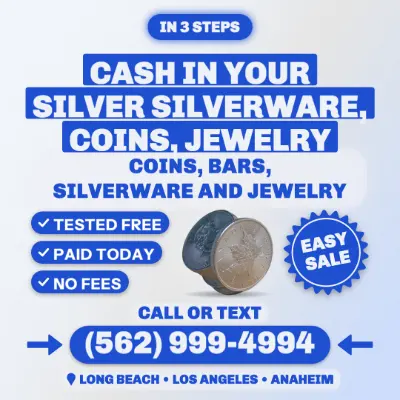 IN 3 STEPS
CASH IN YOUR
SILVER SILVERWARE,
COINS, JEWELRY
COINS, BARS,
SILVERWARE AND JEWELRY
TESTED FREE
PAID TODAY
NO FEES
EASY
SALE
CALL OR TEXT
(562) 999-4994
LONG BEACH • LOS ANGELES • ANAHEIM